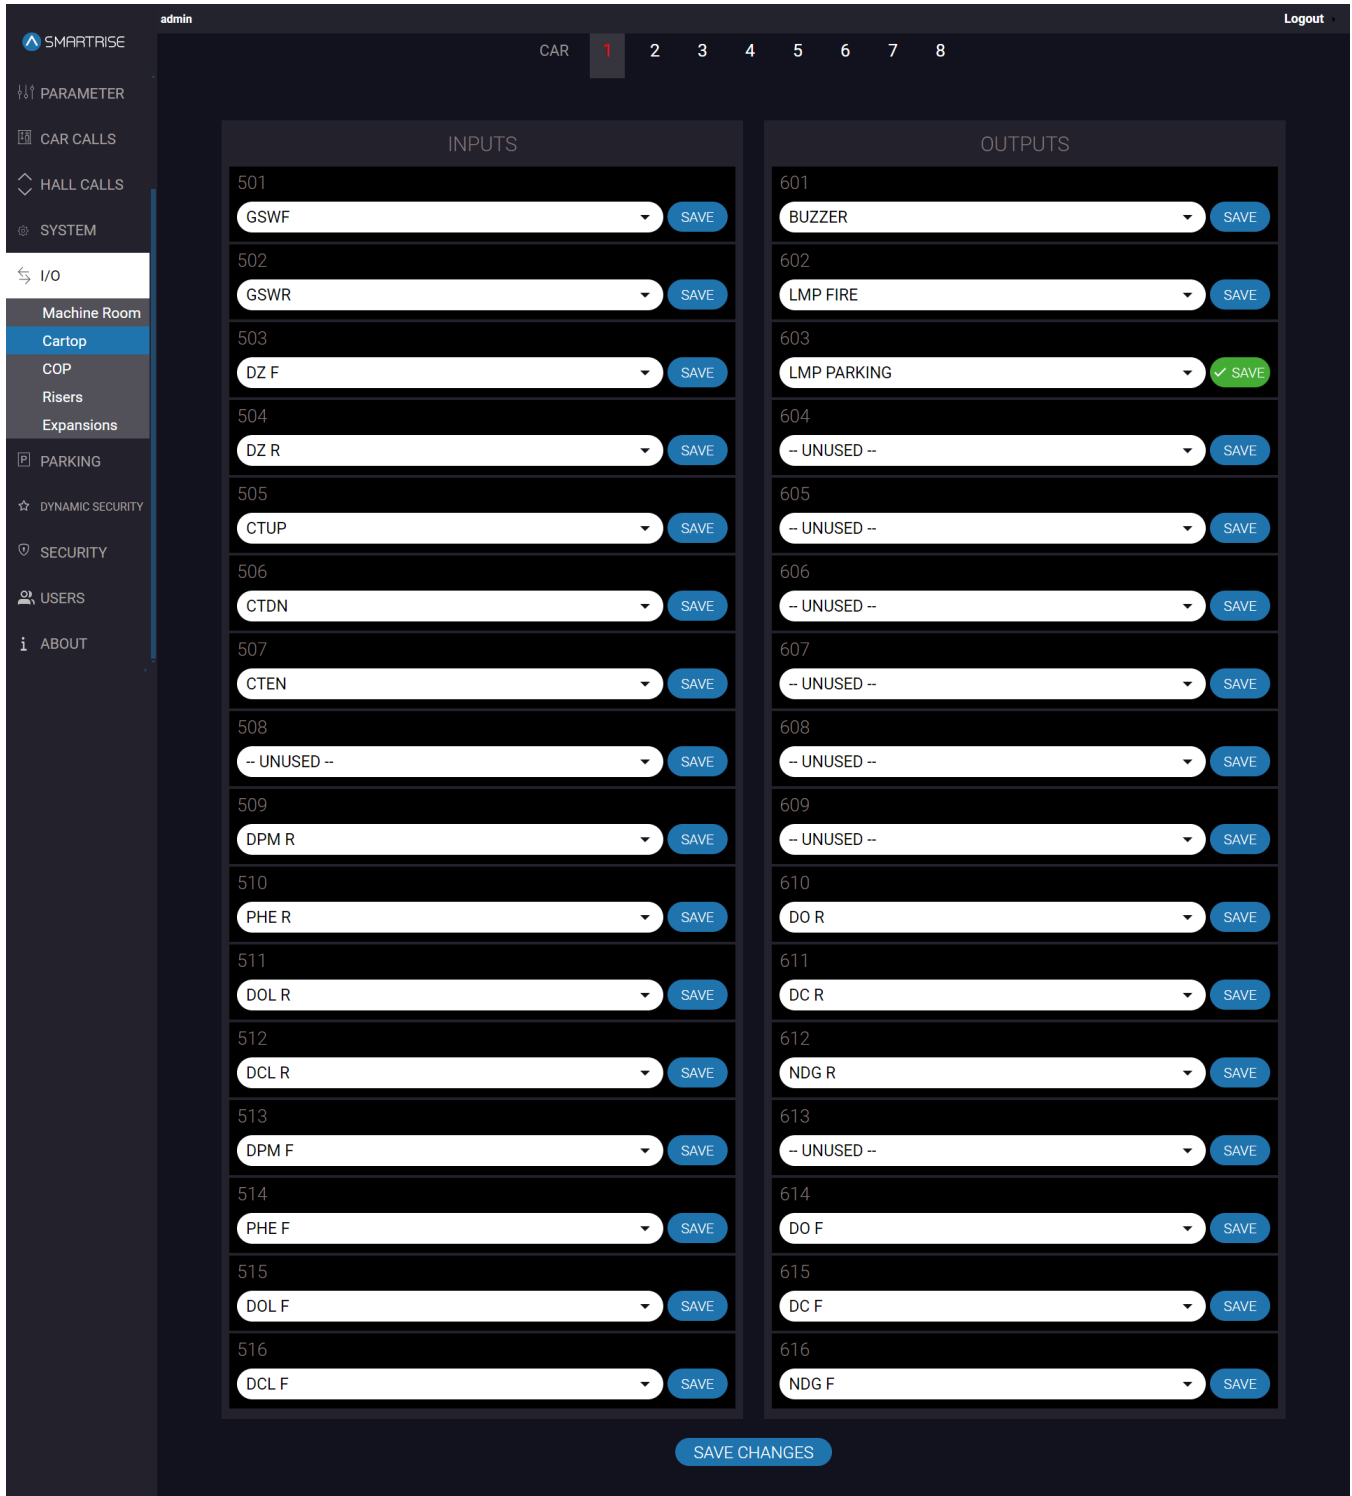 admin
Logout
SMARTRISE
CAR 1 2 3 4 5 6 7 8
PARAMETER
CAR CALLS
HALL CALLS
SYSTEM
I/O
Machine Room
Cartop
COP
Risers
Expansions
PARKING
DYNAMIC SECURITY
SECURITY
USERS
ABOUT
INPUTS
501
GSWF SAVE
502
GSWR SAVE
503
DZ F SAVE
504
DZ R SAVE
505
CTUP SAVE
506
CTDN SAVE
507
CTEN SAVE
508
-- UNUSED -- SAVE
509
DPM R SAVE
510
PHE R SAVE
511
DOL R SAVE
512
DCL R SAVE
513
DPM F SAVE
514
PHE F SAVE
515
DOL F SAVE
516
DCL F SAVE
OUTPUTS
601
BUZZER SAVE
602
LMP FIRE SAVE
603
LMP PARKING ✓ SAVE
604
-- UNUSED -- SAVE
605
-- UNUSED -- SAVE
606
-- UNUSED -- SAVE
607
-- UNUSED -- SAVE
608
-- UNUSED -- SAVE
609
-- UNUSED -- SAVE
610
DO R SAVE
611
DC R SAVE
612
NDG R SAVE
613
-- UNUSED -- SAVE
614
DO F SAVE
615
DC F SAVE
616
NDG F SAVE
SAVE CHANGES